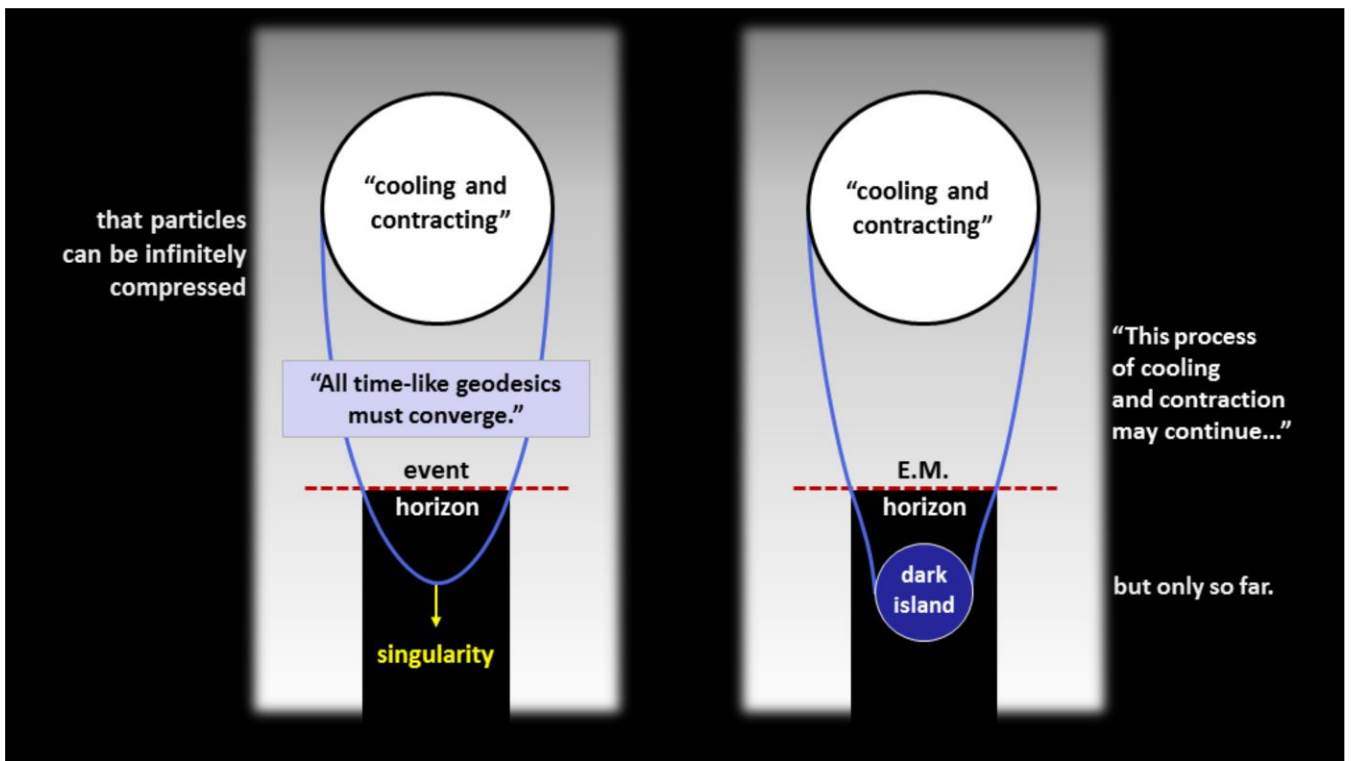 that particles
can be infinitely
compressed
“cooling and
contracting”
“All time-like geodesics
must converge.”
event
horizon
singularity
“cooling and
contracting”
E.M.
horizon
dark
island
“This process
of cooling
and contraction
may continue...”
but only so far.